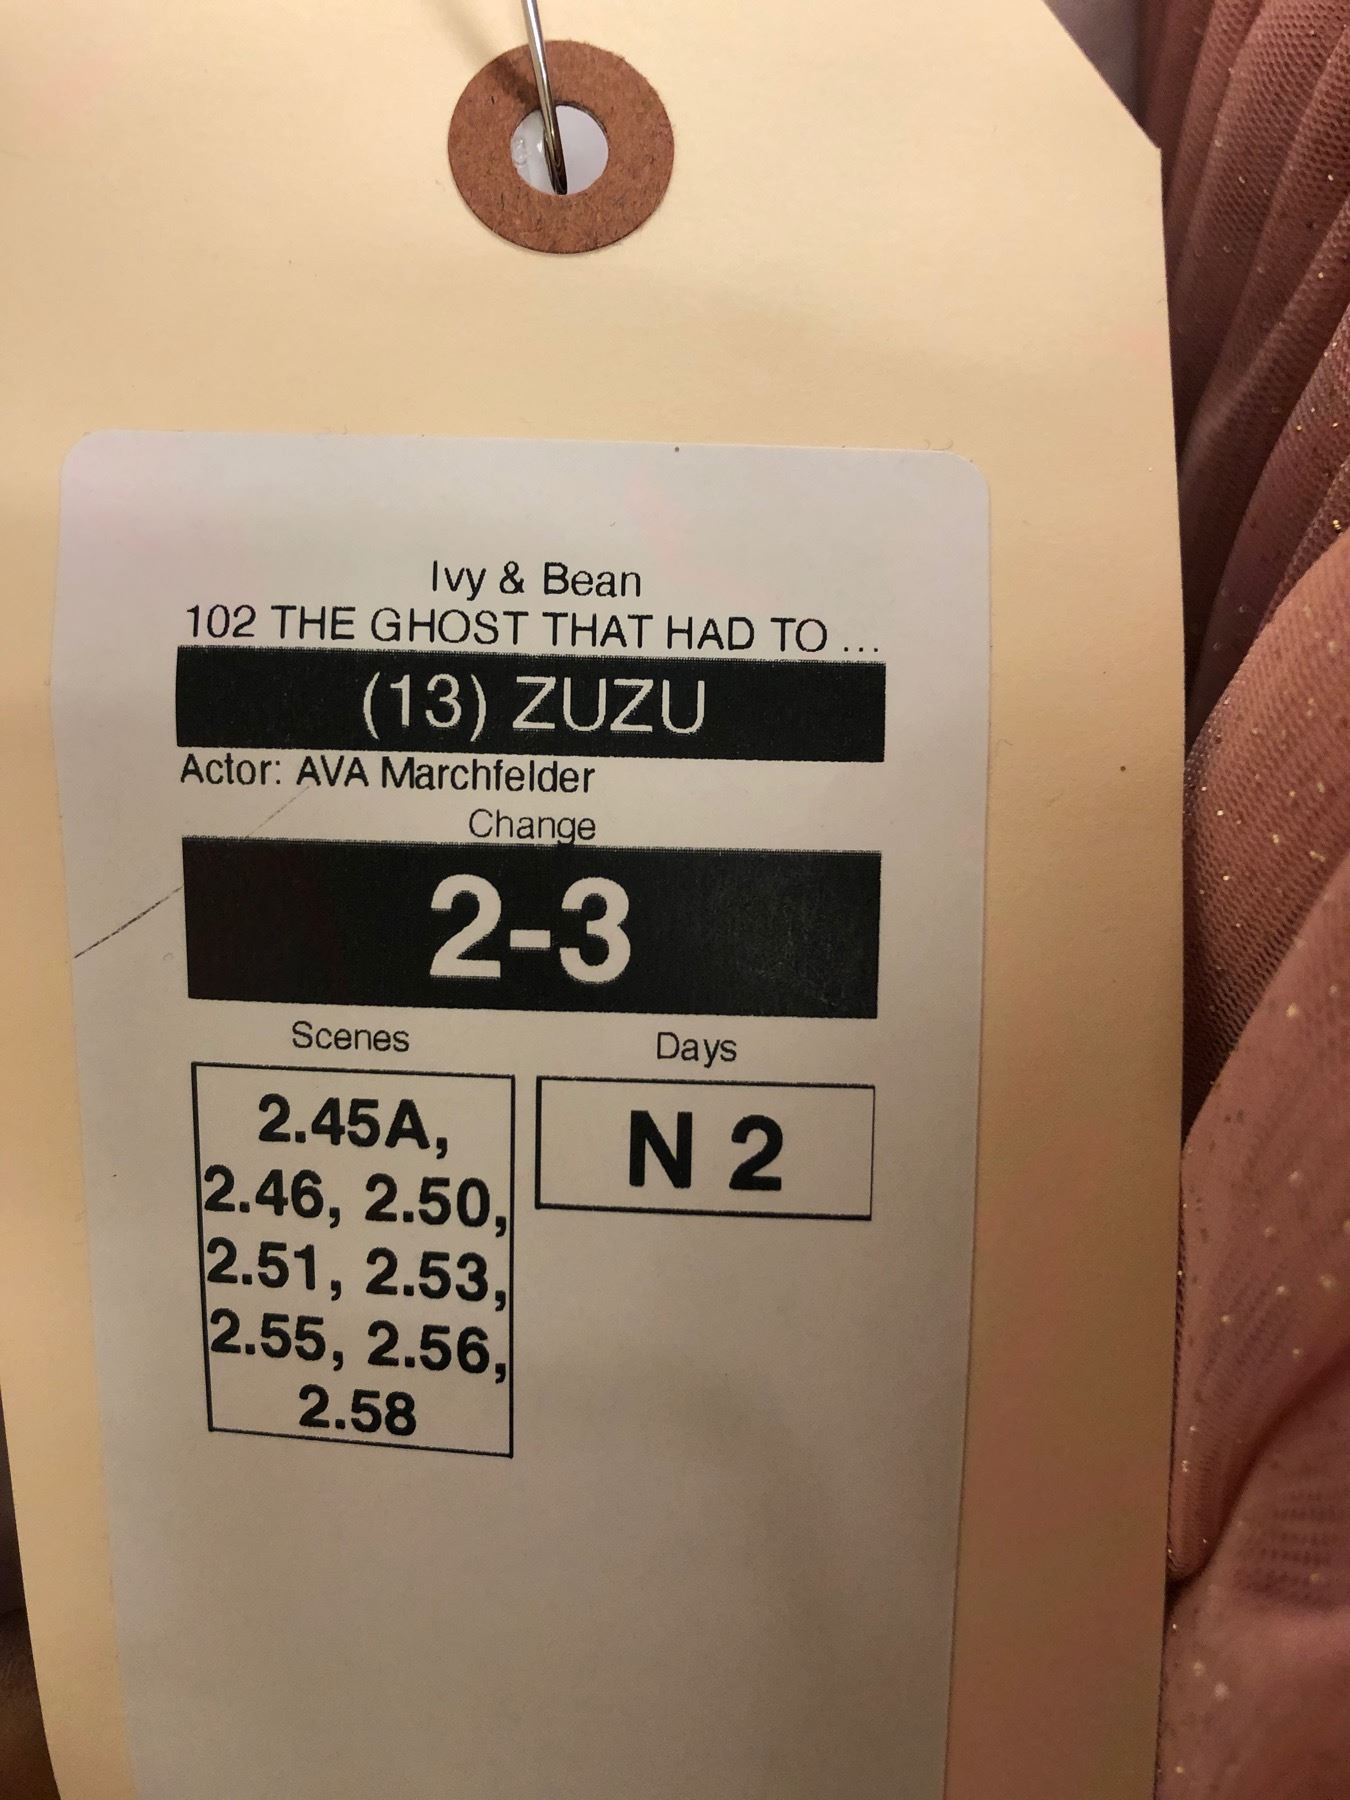 Ivy & Bean
102 THE GHOST THAT HAD TO ...
(13) ZUZU
Actor: AVA Marchfelder
Change
2-3
Scenes
Days
2.45A,
2.46, 2.50,
2.51, 2.53,
2.55, 2.56,
2.58
N 2